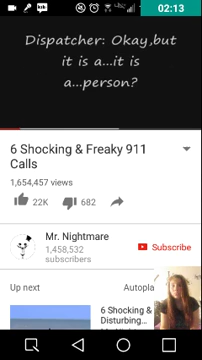 02:13
Dispatcher: Okay,but
it is a...it is
a...person?
6 Shocking & Freaky 911
Calls
1,654,457 views
22K
682
Mr. Nightmare
1,458,532
subscribers
Subscribe
Up next
Autopla
6 Shocking &
Disturbing...